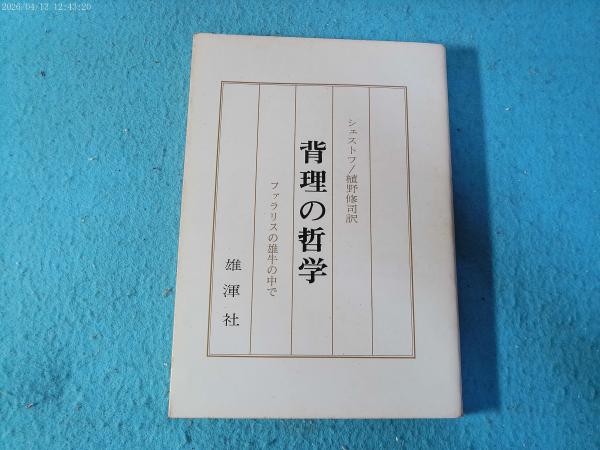 2026/04/13 12:43:20
シェストフ/植野修司訳
背理の哲学
ファラリスの雄牛の中で
雄渾社